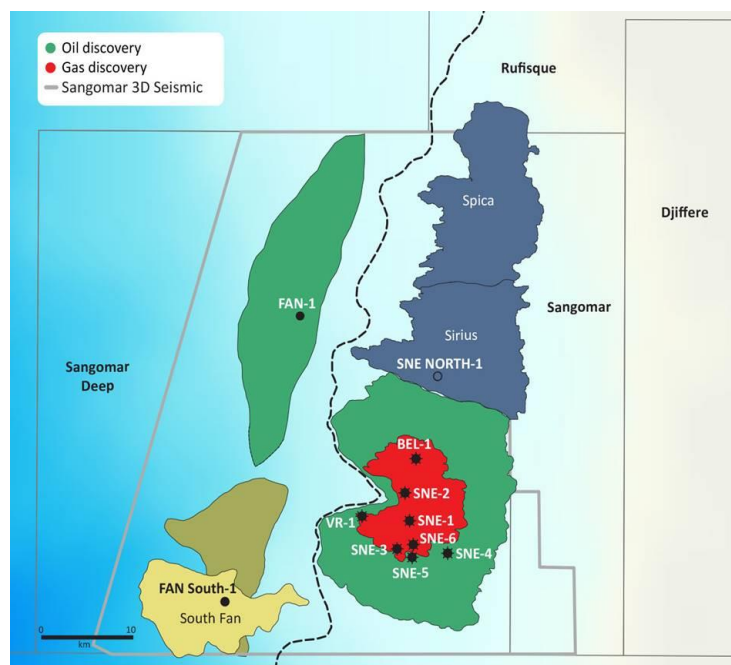 Oil discovery
Gas discovery
Sangomar 3D Seismic
Rufisque
Spica
Djiffere
FAN-1
Sangomar
Sirius
SNE NORTH-1
Sangomar
Deep
BEL-1
SNE-2
VR-1
SNE-1
SNE-6
SNE-3
SNE-4
SNE-5
FAN South-1
South Fan
0 10
km